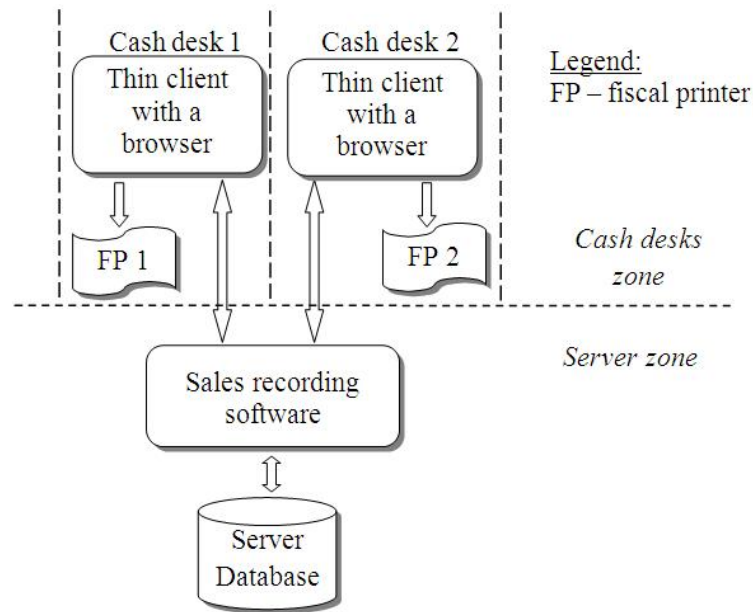 Cash desk 1
Thin client
with a
browser
FP 1
Cash desk 2
Thin client
with a
browser
FP 2
Legend:
FP – fiscal printer
Cash desks
zone
Server zone
Sales recording
software
Server
Database